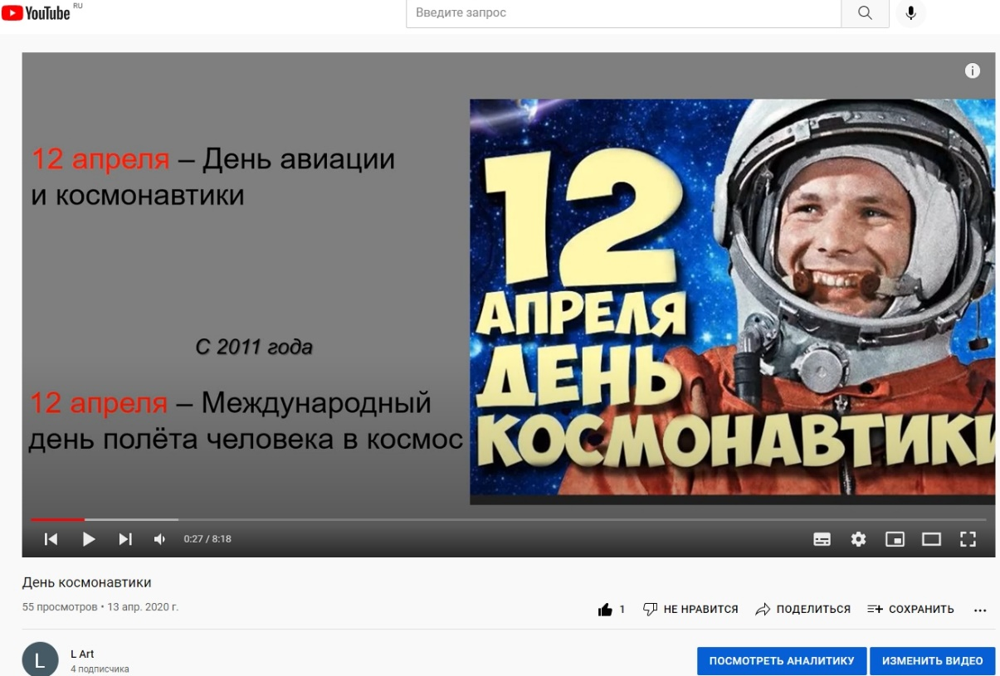 YouTube RU
Введите запрос
12 апреля – День авиации
и космонавтики
С 2011 года
12 апреля – Международный
день полёта человека в космос
12
АПРЕЛЯ
ДЕНЬ
КОСМОНАВТИКИ
0:27 / 8:18
День космонавтики
55 просмотров • 13 апр. 2020 г.
1 НЕ НРАВИТСЯ ПОДЕЛИТЬСЯ СОХРАНИТЬ
L
L Art
4 подписчика
ПОСМОТРЕТЬ АНАЛИТИКУ ИЗМЕНИТЬ ВИДЕО